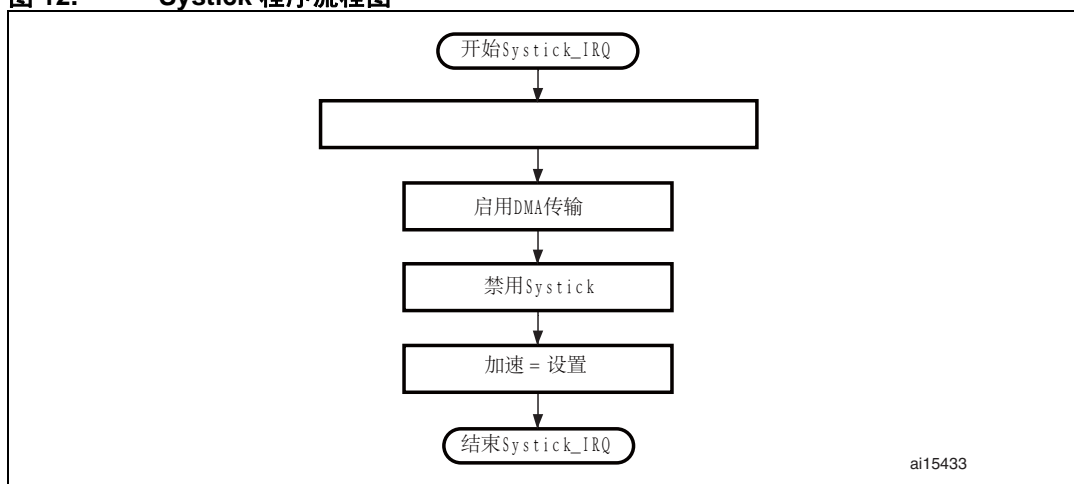 图 12. Systick 程序流程图
开始Systick_IRQ
启用DMA传输
禁用Systick
加速 = 设置
结束Systick_IRQ
ai15433